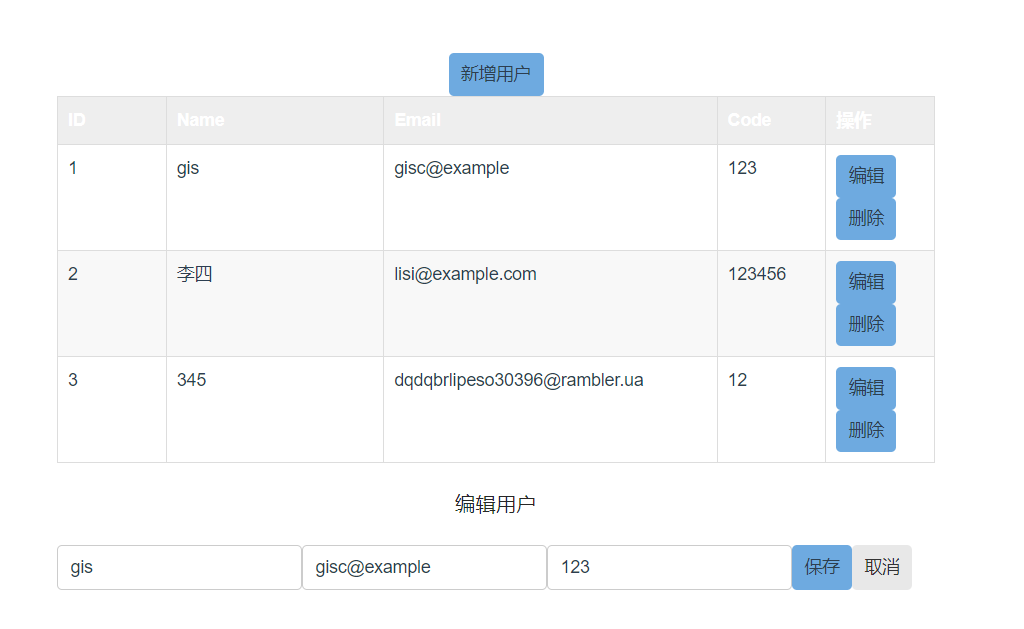 新增用户
ID Name Email Code 操作
1 gis gisc@example 123 编辑
删除
2 李四 lisi@example.com 123456 编辑
删除
3 345 dqdqbrlipeso30396@rambler.ua 12 编辑
删除
编辑用户
gis gisc@example 123 保存 取消